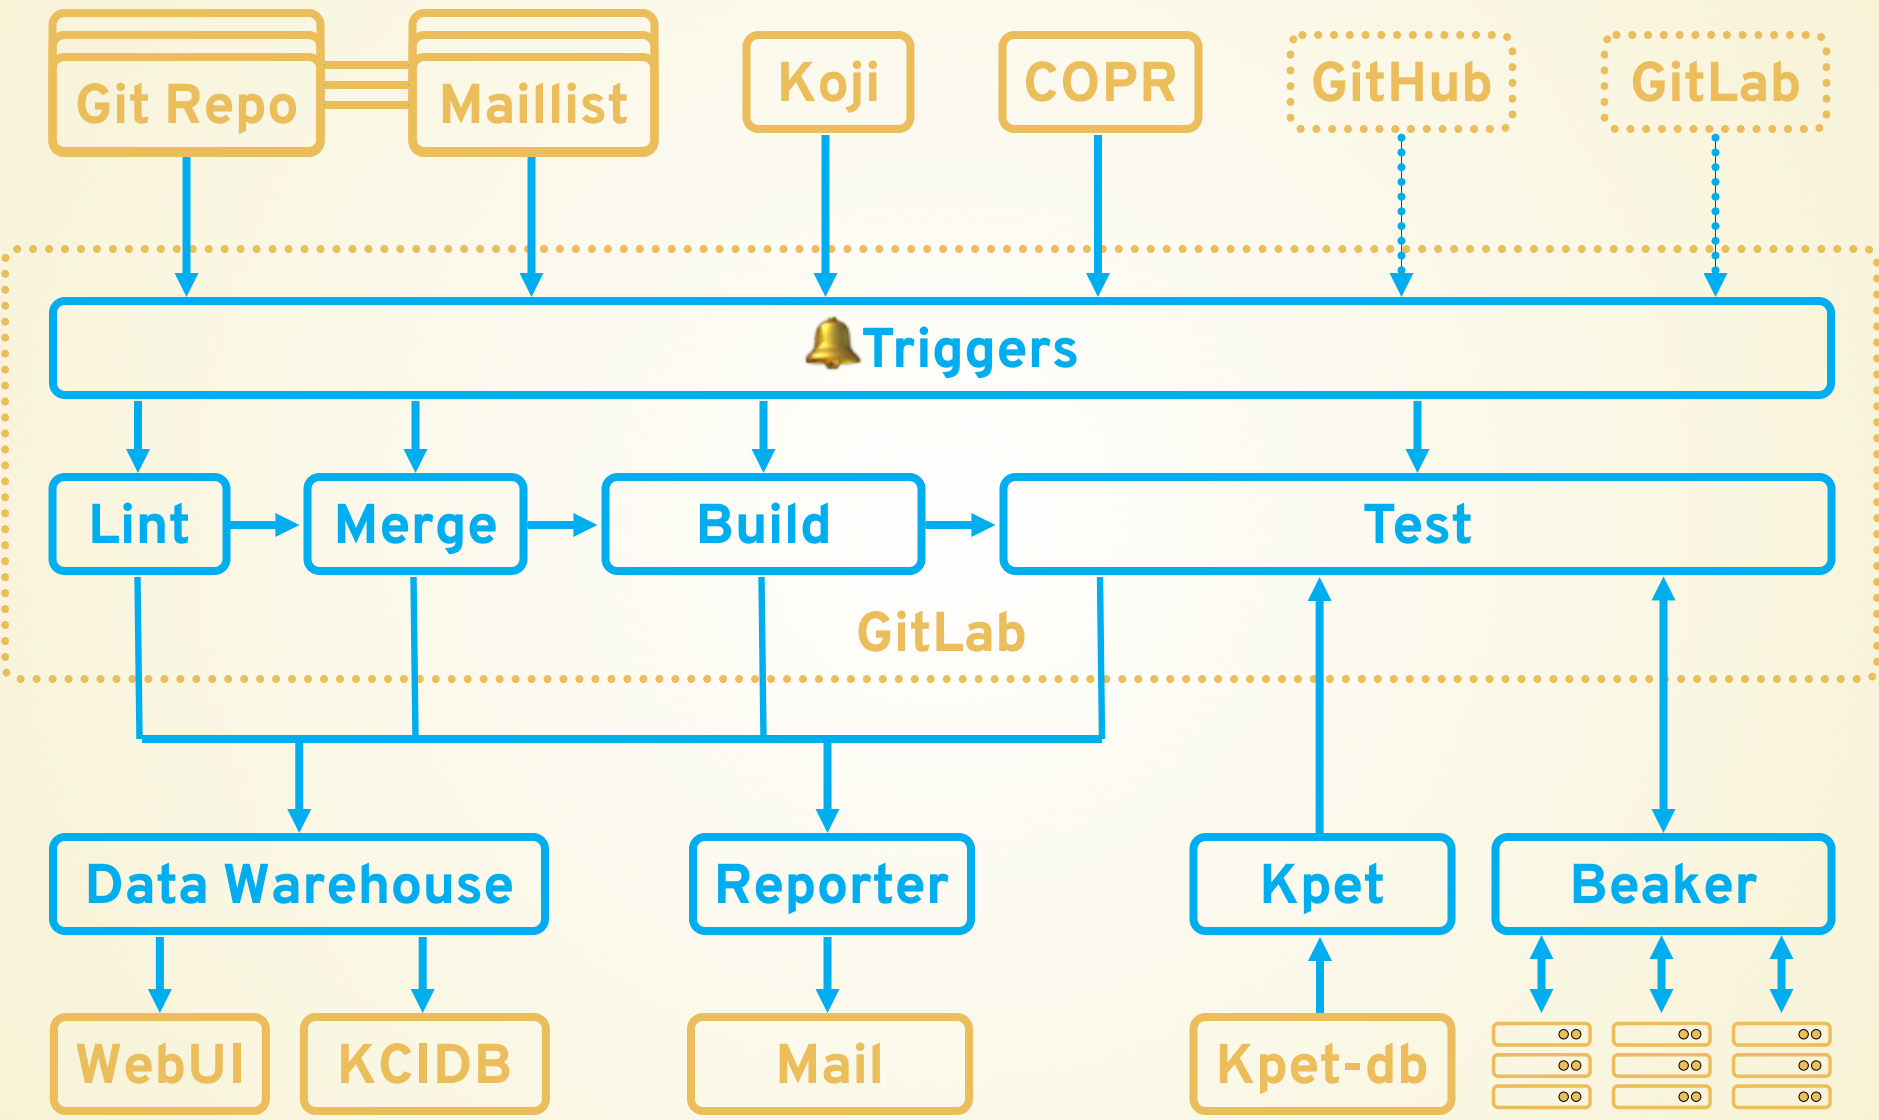 Git Repo
Maillist
Koji
COPR
GitHub
GitLab
Triggers
Lint
Merge
Build
Test
GitLab
Data Warehouse
Reporter
Kpet
Beaker
WebUI
KCIDB
Mail
Kpet-db